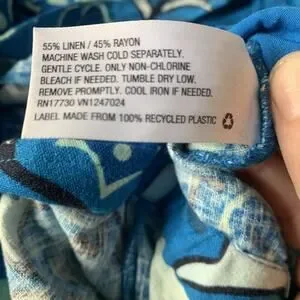 55% LINEN / 45% RAYON
MACHINE WASH COLD SEPARATELY.
GENTLE CYCLE. ONLY NON-CHLORINE
BLEACH IF NEEDED. TUMBLE DRY LOW.
REMOVE PROMPTLY. COOL IRON IF NEEDED.
RN17730 VN1247024
LABEL MADE FROM 100% RECYCLED PLASTIC